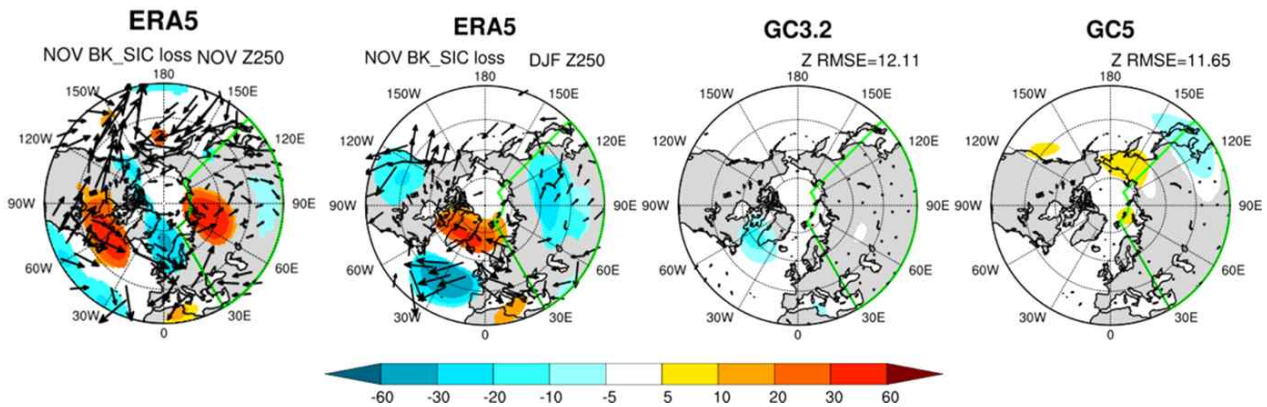 ERA5
NOV BK_SIC loss NOV Z250
180
150W
150E
120W
120E
90W
90E
60W
60E
30W
30E
0
ERA5
NOV BK_SIC loss DJF Z250
180
150W
150E
120W
120E
90W
90E
60W
60E
30W
30E
0
GC3.2
Z RMSE=12.11
180
150W
150E
120W
120E
90W
90E
60W
60E
30W
30E
0
GC5
Z RMSE=11.65
180
150W
150E
120W
120E
90W
90E
60W
60E
30W
30E
0
-60 -30 -20 -10 -5 5 10 20 30 60